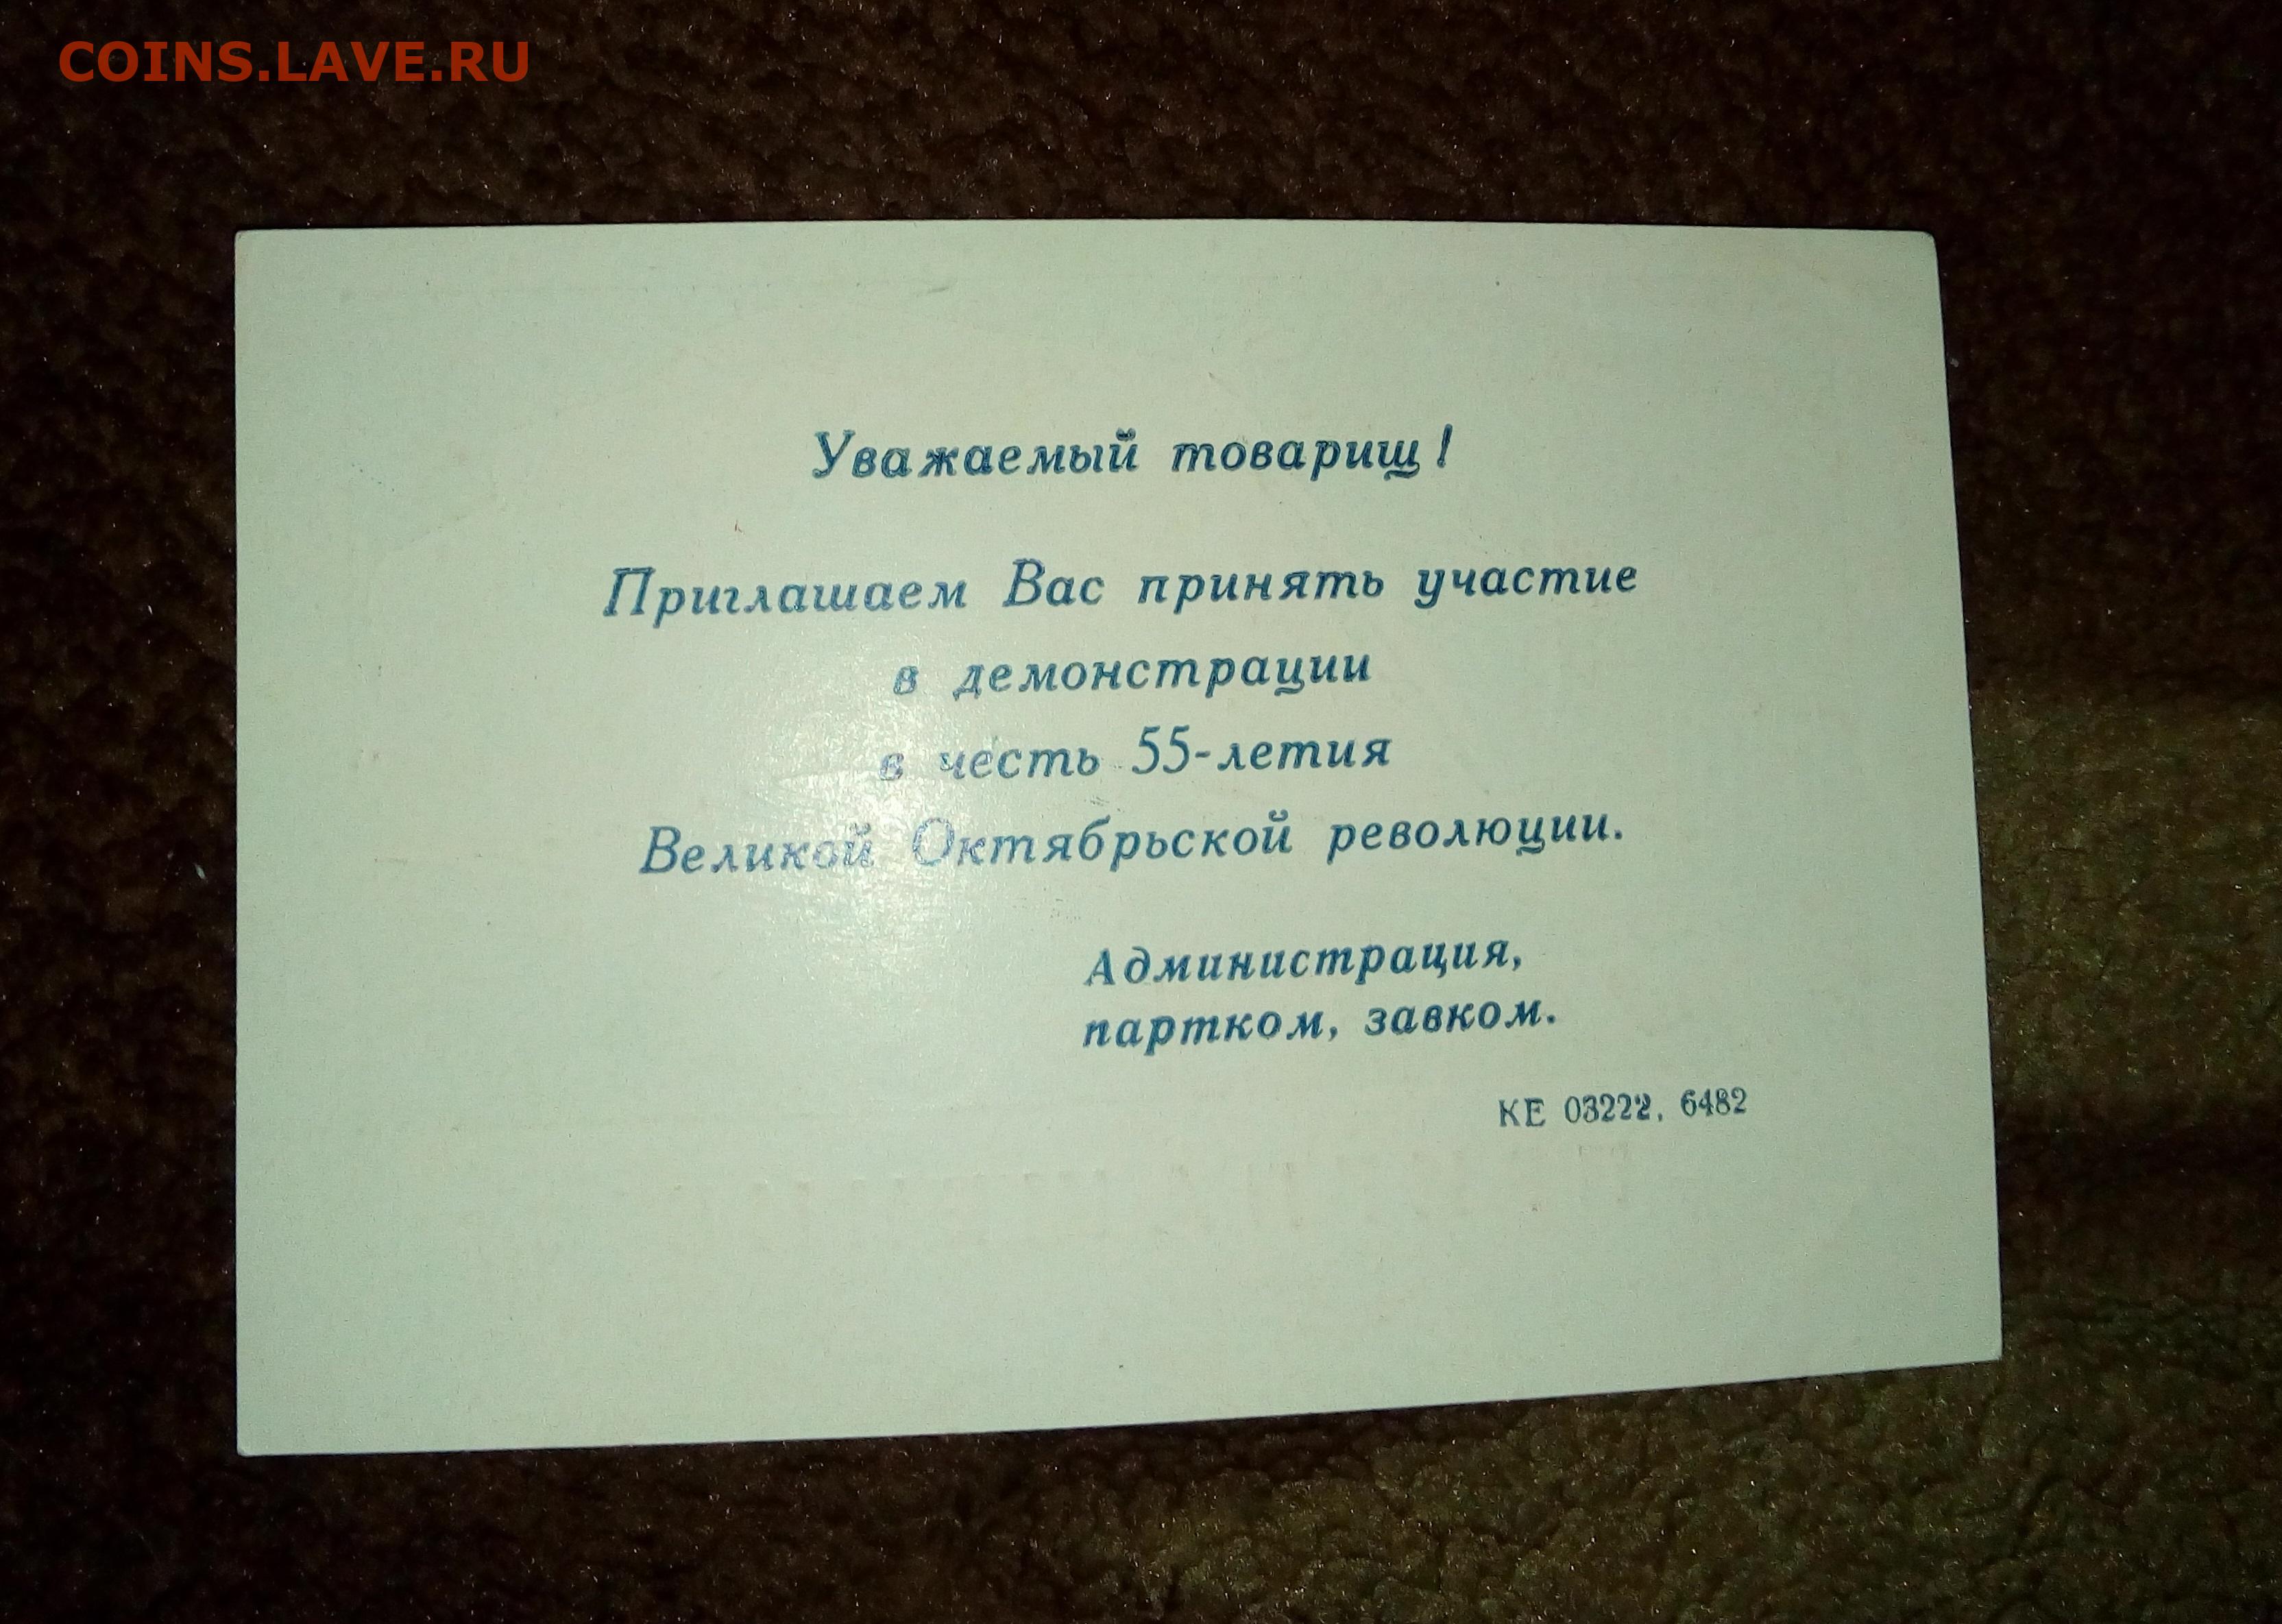 COINS.LAVE.RU
Уважаемый товарищ!
Приглашаем Вас принять участие
в демонстрации
в честь 55-летия
Великой Октябрьской революции.
Администрация,
партком, завком.
КЕ 03222, 6482